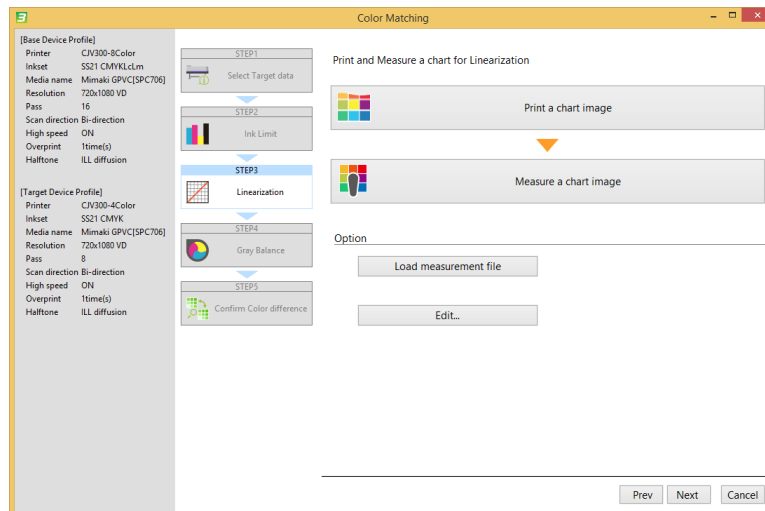 Color Matching
[Base Device Profile]
Printer CJV300-8Color
Inkset SS21 CMYKLcLm
Media name Mimaki GPVC[SPC706]
Resolution 720x1080 VD
Pass 16
Scan direction Bi-direction
High speed ON
Overprint 1time(s)
Halftone ILL diffusion
[Target Device Profile]
Printer CJV300-4Color
Inkset SS21 CMYK
Media name Mimaki GPVC[SPC706]
Resolution 720x1080 VD
Pass 8
Scan direction Bi-direction
High speed ON
Overprint 1time(s)
Halftone ILL diffusion
STEP1
Select Target data
STEP2
Ink Limit
STEP3
Linearization
STEP4
Gray Balance
STEP5
Confirm Color difference
Print and Measure a chart for Linearization
Print a chart image
Measure a chart image
Option
Load measurement file
Edit...
Prev Next Cancel